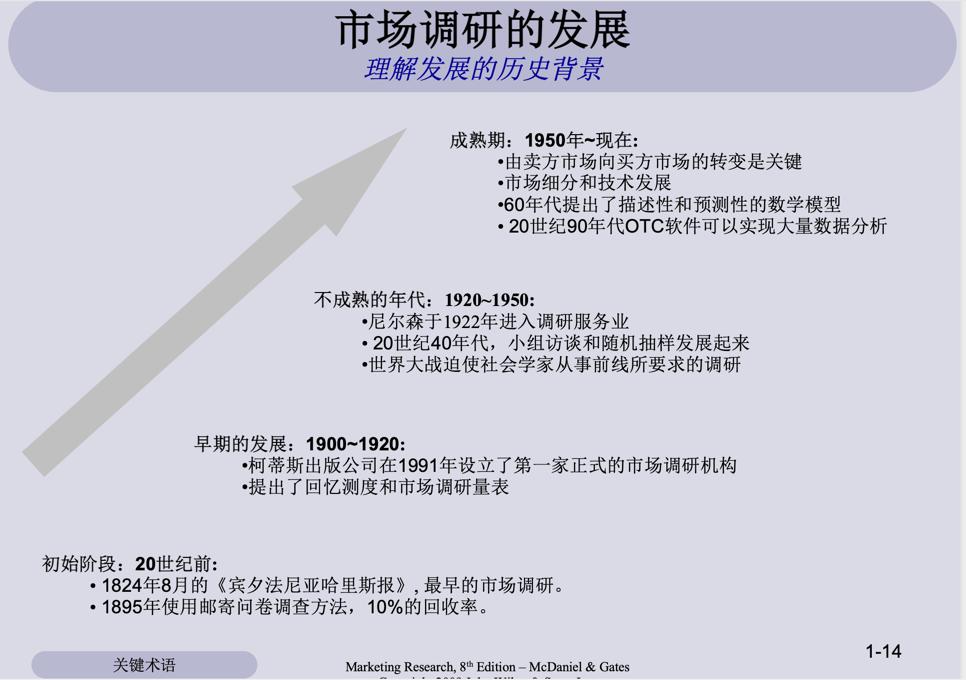 市场调研的发展
理解发展的历史背景
成熟期：1950年~现在:
•由卖方市场向买方市场的转变是关键
•市场细分和技术发展
•60年代提出了描述性和预测性的数学模型
• 20世纪90年代OTC软件可以实现大量数据分析
不成熟的年代：1920~1950:
•尼尔森于1922年进入调研服务业
• 20世纪40年代，小组访谈和随机抽样发展起来
•世界大战迫使社会学家从事前线所要求的调研
早期的发展：1900~1920:
•柯蒂斯出版公司在1991年设立了第一家正式的市场调研机构
•提出了回忆测度和市场调研量表
初始阶段：20世纪前:
• 1824年8月的《宾夕法尼亚哈里斯报》, 最早的市场调研。
• 1895年使用邮寄问卷调查方法，10%的回收率。
关键术语
Marketing Research, 8th Edition – McDaniel & Gates
1-14